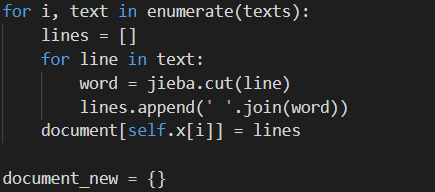 for i, text in enumerate(texts):
    lines = []
    for line in text:
        word = jieba.cut(line)
        lines.append(' '.join(word))
    document[self.x[i]] = lines

document_new = {}